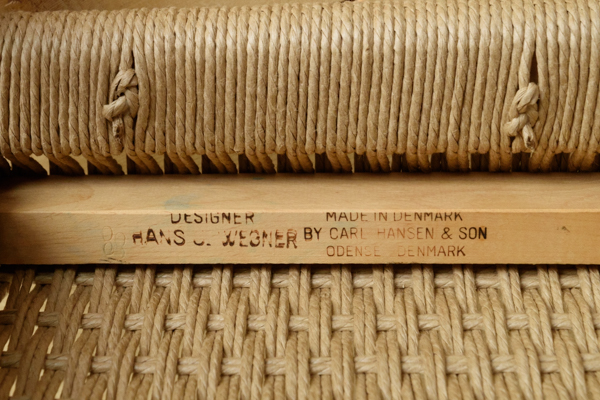 DESIGNER
HANS J. WEGNER
MADE IN DENMARK
BY CARL HANSEN & SON
ODENSE, DENMARK